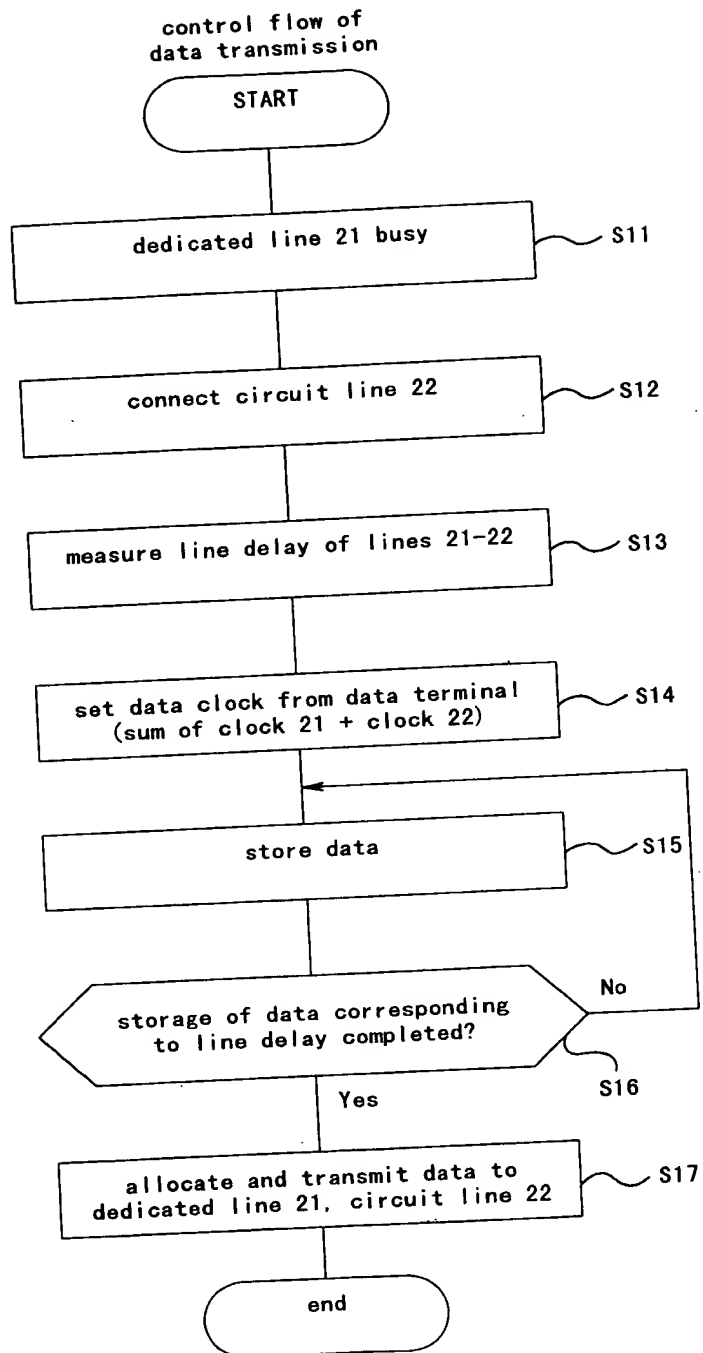 control flow of
data transmission
START
dedicated line 21 busy
S11
connect circuit line 22
S12
measure line delay of lines 21-22
S13
set data clock from data terminal
(sum of clock 21 + clock 22)
S14
store data
S15
No
storage of data corresponding
to line delay completed?
S16
Yes
allocate and transmit data to
dedicated line 21, circuit line 22
S17
end